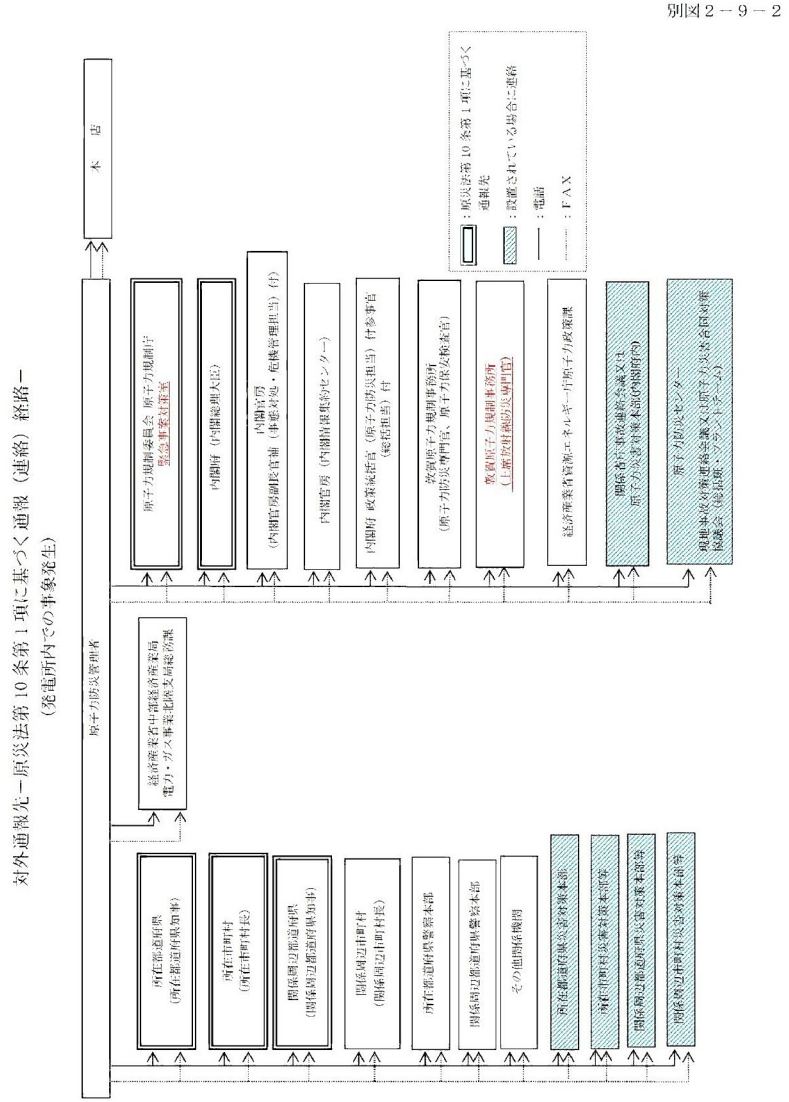 別図２－９－２
対外通報先－原災法第10条第１項に基づく通報（連絡）経路－
（発電所内での事象発生）
原子力防災管理者
本　店
原子力規制委員会 原子力規制庁
緊急事案対策室
内閣府（内閣総理大臣）
内閣官房
（内閣官房副長官補（事態対処・危機管理担当）付）
内閣官房（内閣情報集約センター）
内閣府 政策統括官（原子力防災担当）付参事官
（総括担当）付
敦賀原子力規制事務所
（原子力防災専門官、原子力保安検査官）
敦賀原子力規制事務所
（上席放射線防災専門官）
経済産業省資源エネルギー庁原子力政策課
関係省庁事故連絡会議又は
原子力災害対策本部(内閣府内)
原子力防災センター
現地事故対策連絡会議又は原子力災害合同対策
協議会（総括班・プラントチーム）
経済産業省中部経済産業局
電力・ガス事業北陸支局総務課
所在都道府県
（所在都道府県知事）
所在市町村
（所在市町村長）
関係周辺都道府県
（関係周辺都道府県知事）
関係周辺市町村
（関係周辺市町村長）
所在都道府県警察本部
関係周辺都道府県警察本部
その他関係機関
所在都道府県災害対策本部
所在市町村災害対策本部等
関係周辺都道府県災害対策本部等
関係周辺市町村災害対策本部等
：原災法第10条第１項に基づく
通報先
：設置されている場合に連絡
：電話
：ＦＡＸ